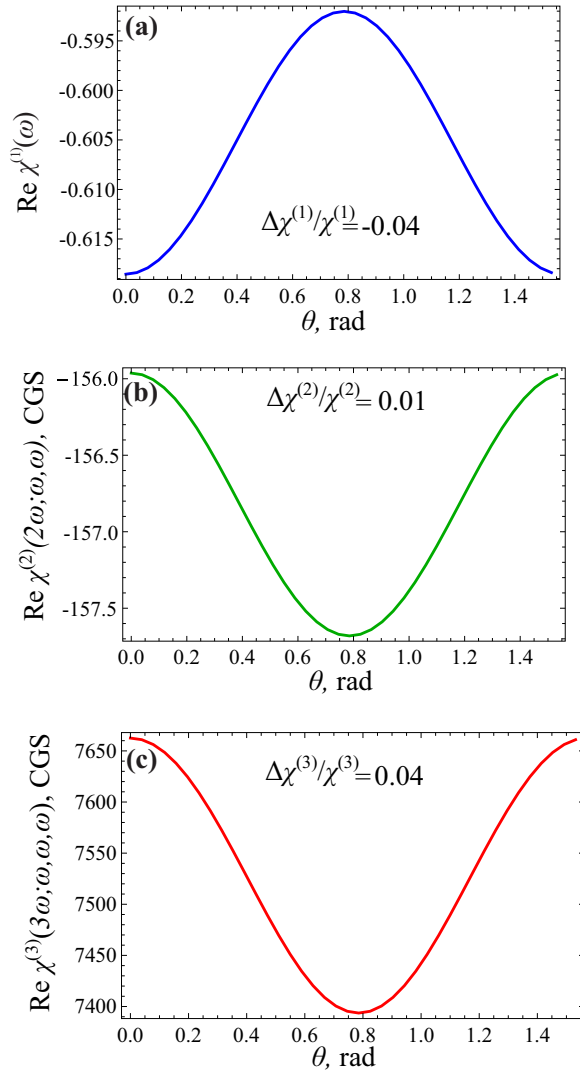 (a)
-0.595
-0.600
-0.605
-0.610
-0.615
Re χ⁽¹⁾(ω)
Δχ⁽¹⁾/χ⁽¹⁾= -0.04
0.0 0.2 0.4 0.6 0.8 1.0 1.2 1.4
θ, rad
(b)
-156.0
-156.5
-157.0
-157.5
Re χ⁽²⁾(2ω;ω,ω), CGS
Δχ⁽²⁾/χ⁽²⁾= 0.01
0.0 0.2 0.4 0.6 0.8 1.0 1.2 1.4
θ, rad
(c)
7650
7600
7550
7500
7450
7400
Re χ⁽³⁾(3ω;ω,ω,ω), CGS
Δχ⁽³⁾/χ⁽³⁾= 0.04
0.0 0.2 0.4 0.6 0.8 1.0 1.2 1.4
θ, rad